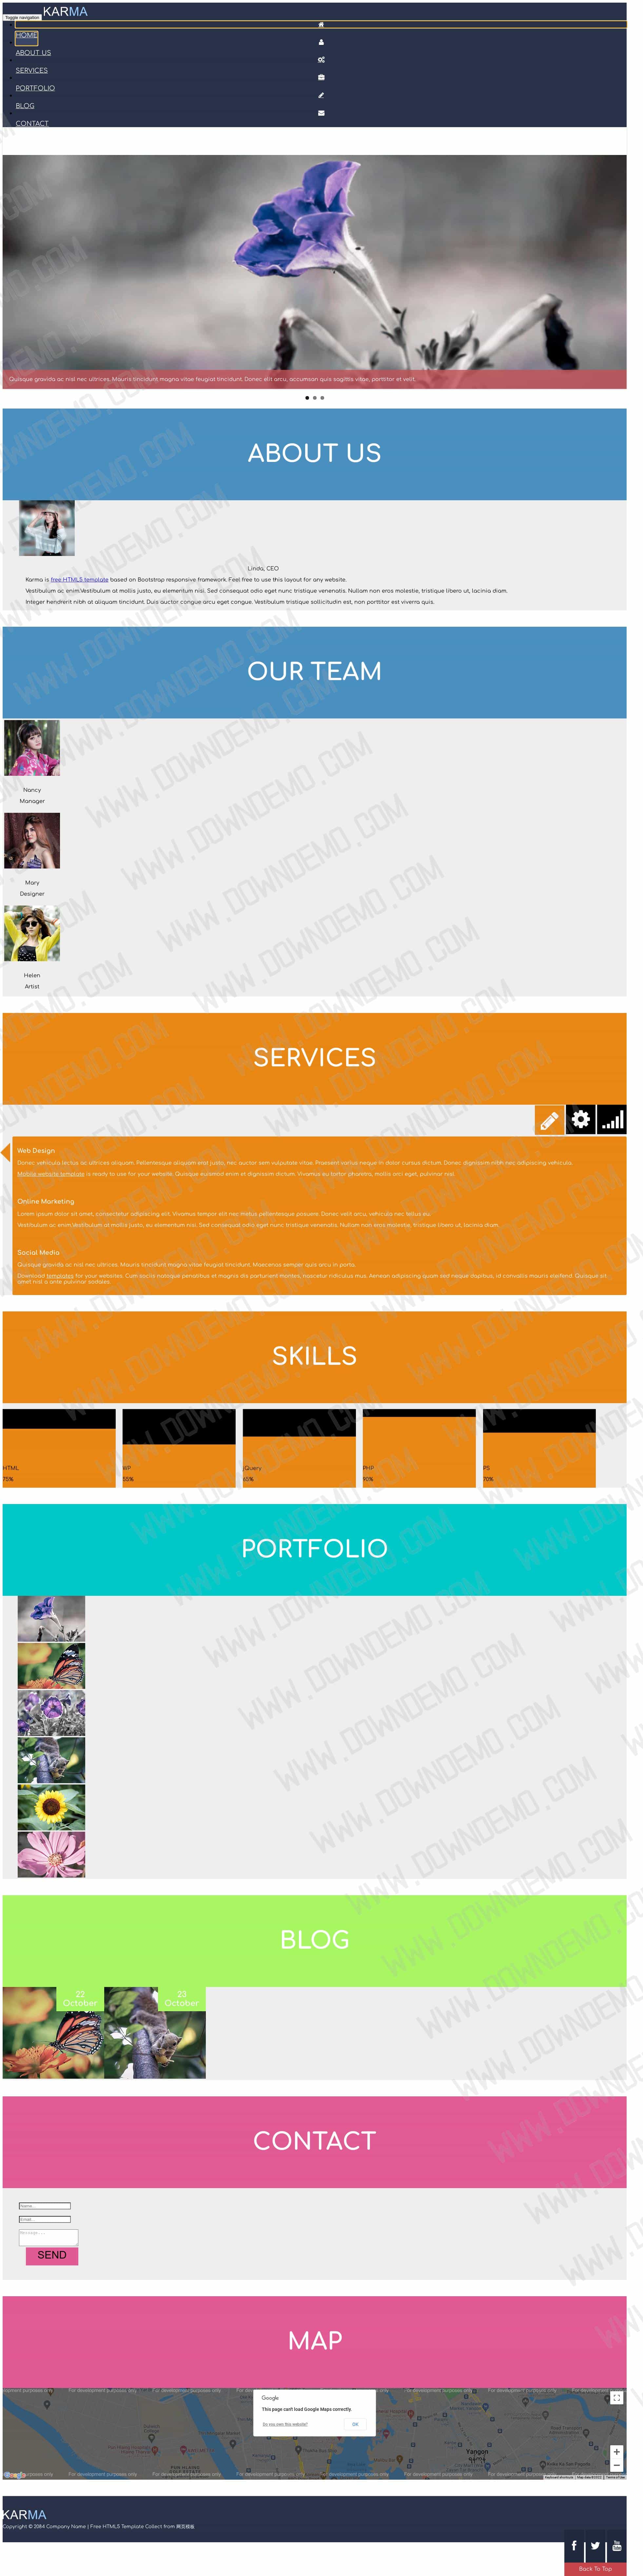 KARMA
Toggle navigation
HOME
ABOUT US
SERVICES
PORTFOLIO
BLOG
CONTACT
Quisque gravida ac nisl nec ultrices. Mauris tincidunt magna vitae feugiat tincidunt. Donec elit arcu, accumsan quis sagittis vitae, porttitor et velit.
ABOUT US
Linda, CEO
Karma is free HTML5 template based on Bootstrap responsive framework. Feel free to use this layout for any website.
Vestibulum ac enim.Vestibulum at mollis justo, eu elementum nisi. Sed consequat odio eget nunc tristique venenatis. Nullam non eros molestie, tristique libero ut, lacinia diam.
Integer hendrerit nibh at aliquam tincidunt. Duis auctor congue arcu eget congue. Vestibulum tristique sollicitudin est, non porttitor est viverra quis.
OUR TEAM
Nancy
Manager
Mary
Designer
Helen
Artist
SERVICES
Web Design
Donec vehicula lectus ac ultrices aliquam. Pellentesque aliquam erat justo, nec auctor sem vulputate vitae. Praesent varius neque in dolor cursus dictum. Donec dignissim nibh nec adipiscing vehicula.
Mobile website template is ready to use for your website. Quisque euismod enim et dignissim dictum. Vivamus eu tortor pharetra, mollis orci eget, pulvinar nisl.
Online Marketing
Lorem ipsum dolor sit amet, consectetur adipiscing elit. Vivamus tempor elit nec metus pellentesque posuere. Donec velit arcu, vehicula nec tellus eu.
Vestibulum ac enim.Vestibulum at mollis justo, eu elementum nisi. Sed consequat odio eget nunc tristique venenatis. Nullam non eros molestie, tristique libero ut, lacinia diam.
Social Media
Quisque gravida ac nisl nec ultrices. Mauris tincidunt magna vitae feugiat tincidunt. Maecenas semper quis arcu in porta.
Download templates for your websites. Cum sociis natoque penatibus et magnis dis parturient montes, nascetur ridiculus mus. Aenean adipiscing quam sed neque dapibus, id convallis mauris eleifend. Quisque sit
amet nisl a ante pulvinar sodales.
SKILLS
HTML
75%
WP
55%
jQuery
65%
PHP
90%
PS
70%
PORTFOLIO
BLOG
22
October
23
October
CONTACT
Name...
Email...
Message...
SEND
MAP
For development purposes only
Google
This page can't load Google Maps correctly.
Do you own this website?
OK
Yangon
Google
Keyboard shortcuts
Map data ©2022
Terms of Use
KARMA
Copyright © 2084 Company Name | Free HTML5 Template Collect from 网页模板
Back To Top
WWW.DOWNDEMO.COM